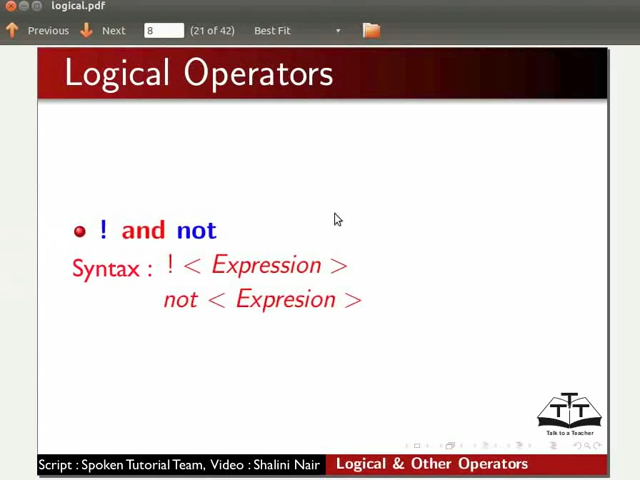 logical.pdf
Previous Next 8 (21 of 42) Best Fit
Logical Operators
! and not
Syntax : ! < Expression >
not < Expresion >
TTT
Talk to a Teacher
Script : Spoken Tutorial Team, Video : Shalini Nair Logical & Other Operators